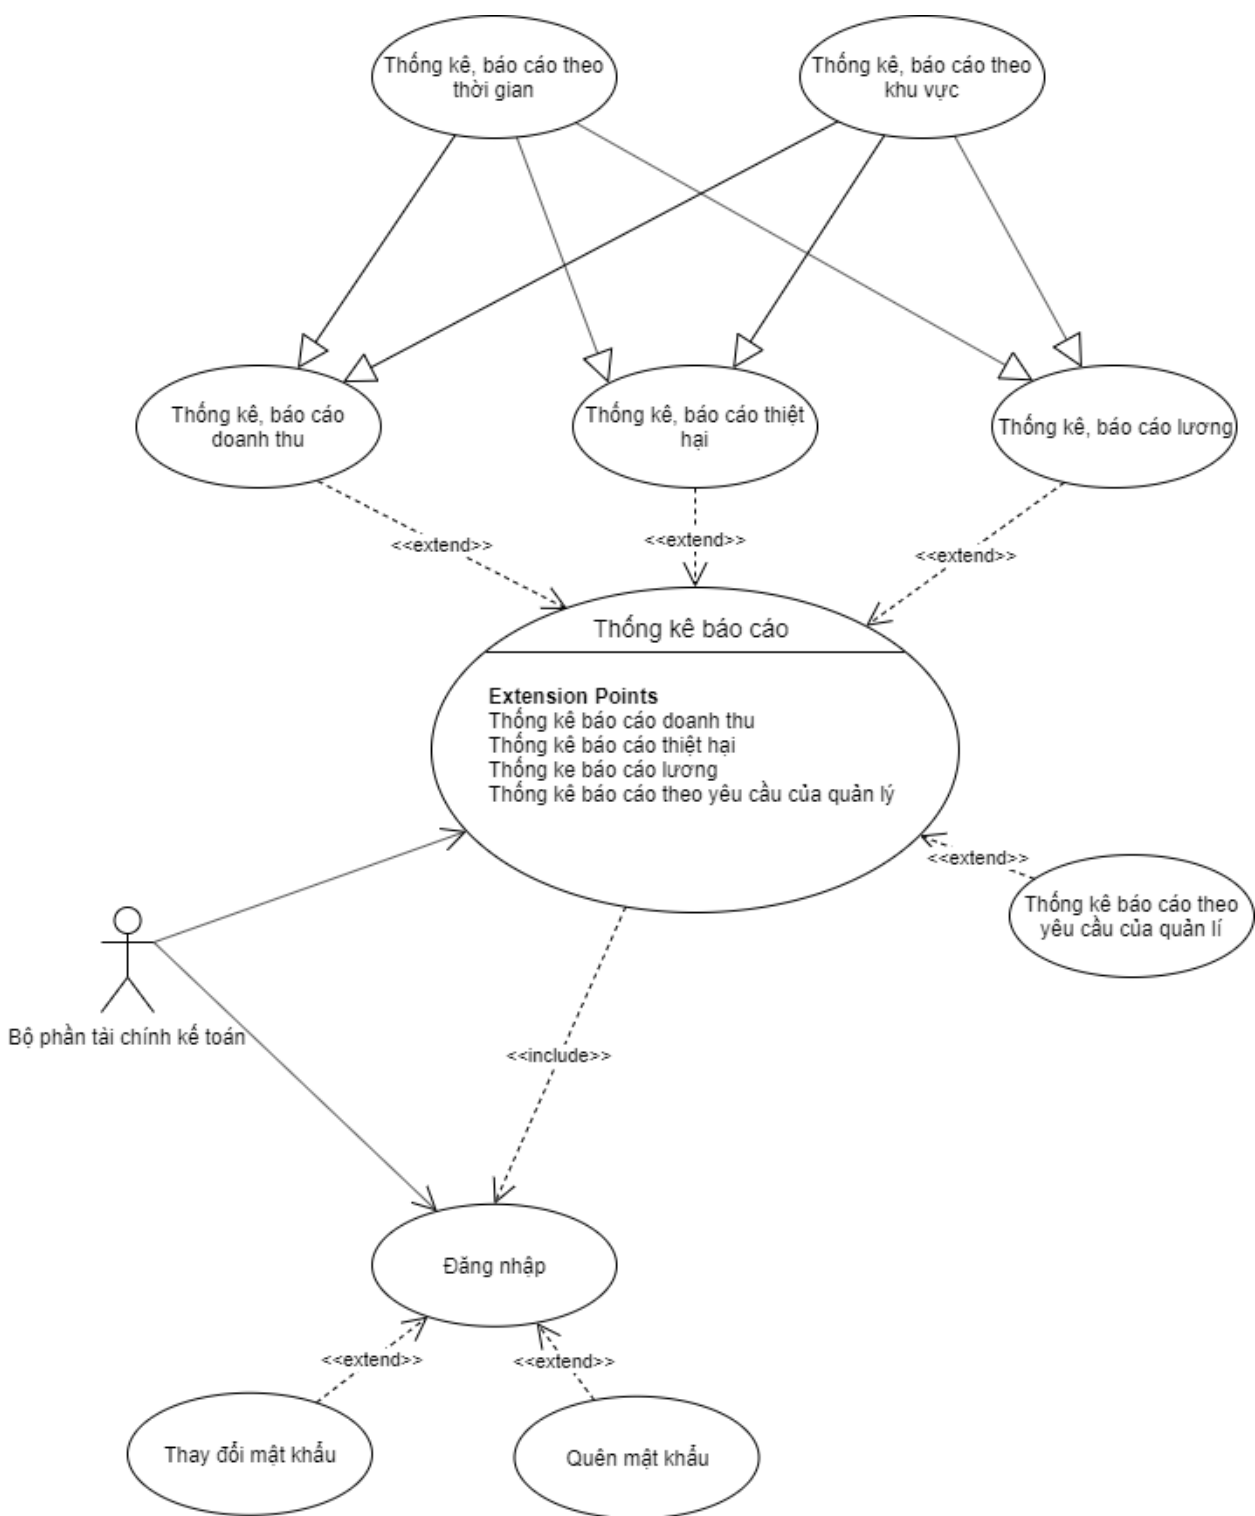 Thống kê, báo cáo theo
thời gian
Thống kê, báo cáo theo
khu vực
Thống kê, báo cáo
doanh thu
Thống kê, báo cáo thiệt
hại
Thống kê, báo cáo lương
<<extend>>
<<extend>>
<<extend>>
Thống kê báo cáo
Extension Points
Thống kê báo cáo doanh thu
Thống kê báo cáo thiệt hại
Thống ke báo cáo lương
Thống kê báo cáo theo yêu cầu của quản lý
<<extend>>
Thống kê báo cáo theo
yêu cầu của quản lí
Bộ phần tài chính kế toán
<<include>>
Đăng nhập
<<extend>>
<<extend>>
Thay đổi mật khẩu
Quên mật khẩu